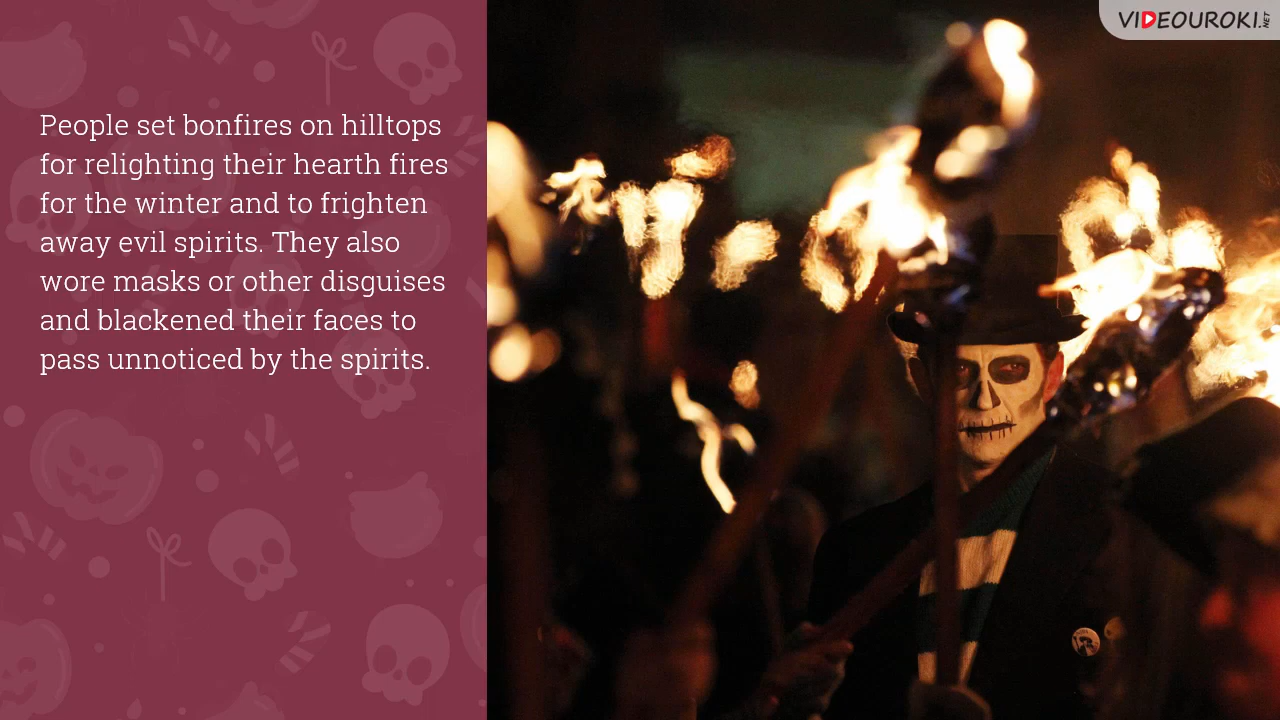 VIDEOUROKI.NET
People set bonfires on hilltops
for relighting their hearth fires
for the winter and to frighten
away evil spirits. They also
wore masks or other disguises
and blackened their faces to
pass unnoticed by the spirits.